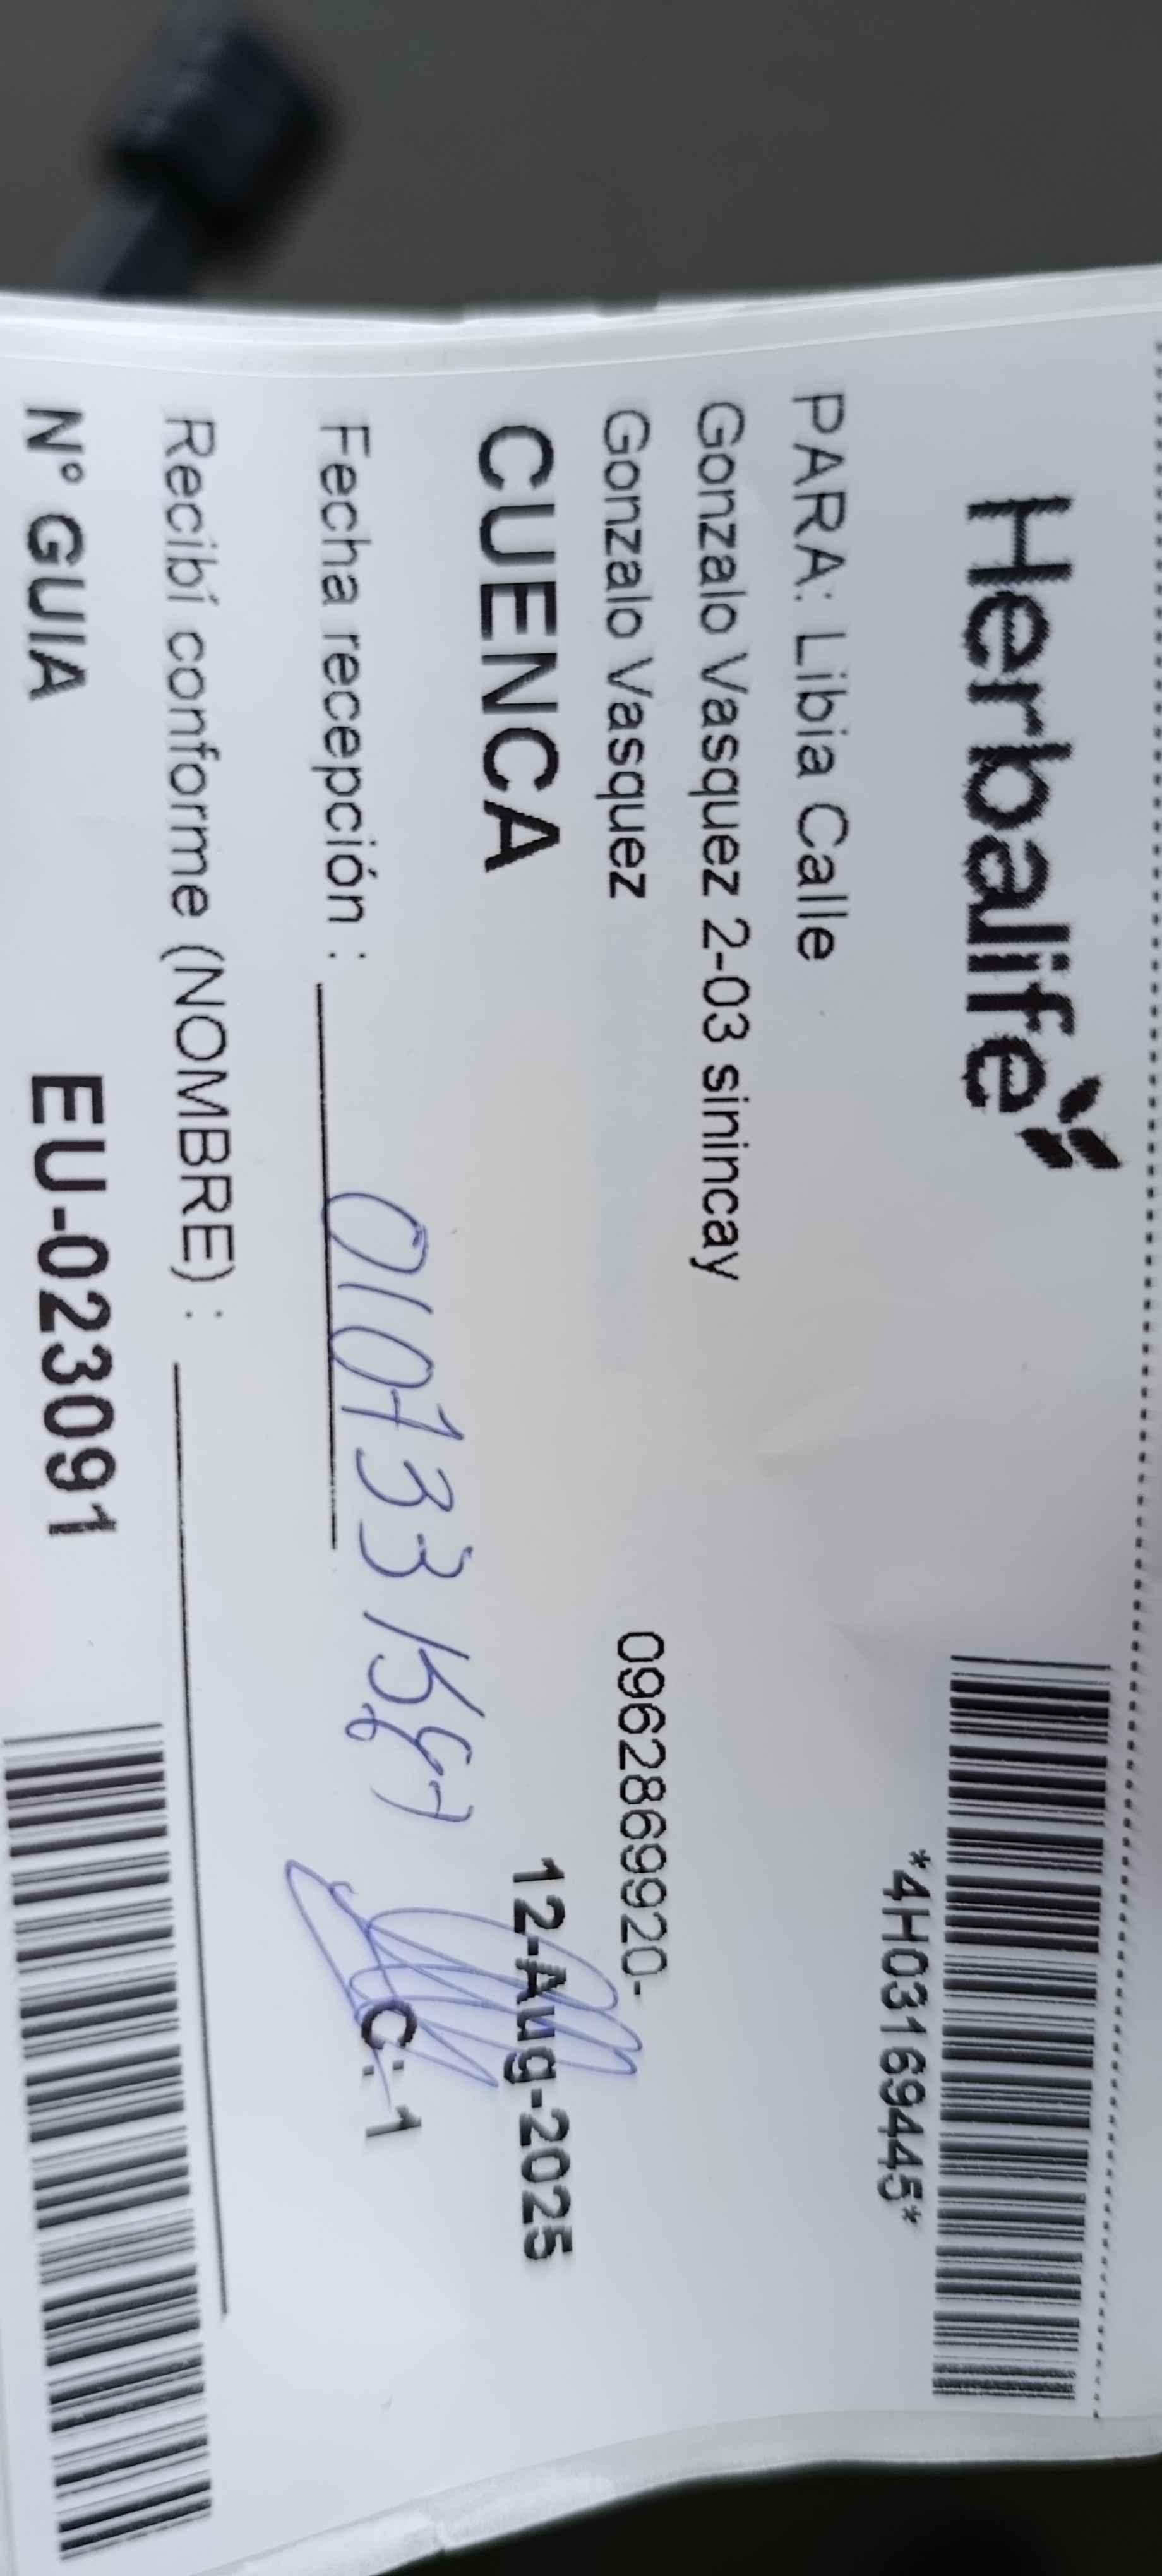 Herbalife
*4H03169445*
PARA: Libia Calle
Gonzalo Vasquez 2-03 sinincay
Gonzalo Vasquez
0962869920-
CUENCA
12-Aug-2025
Fecha recepción :
C: 1
Recibí conforme (NOMBRE) :
N° GUIA EU-023091